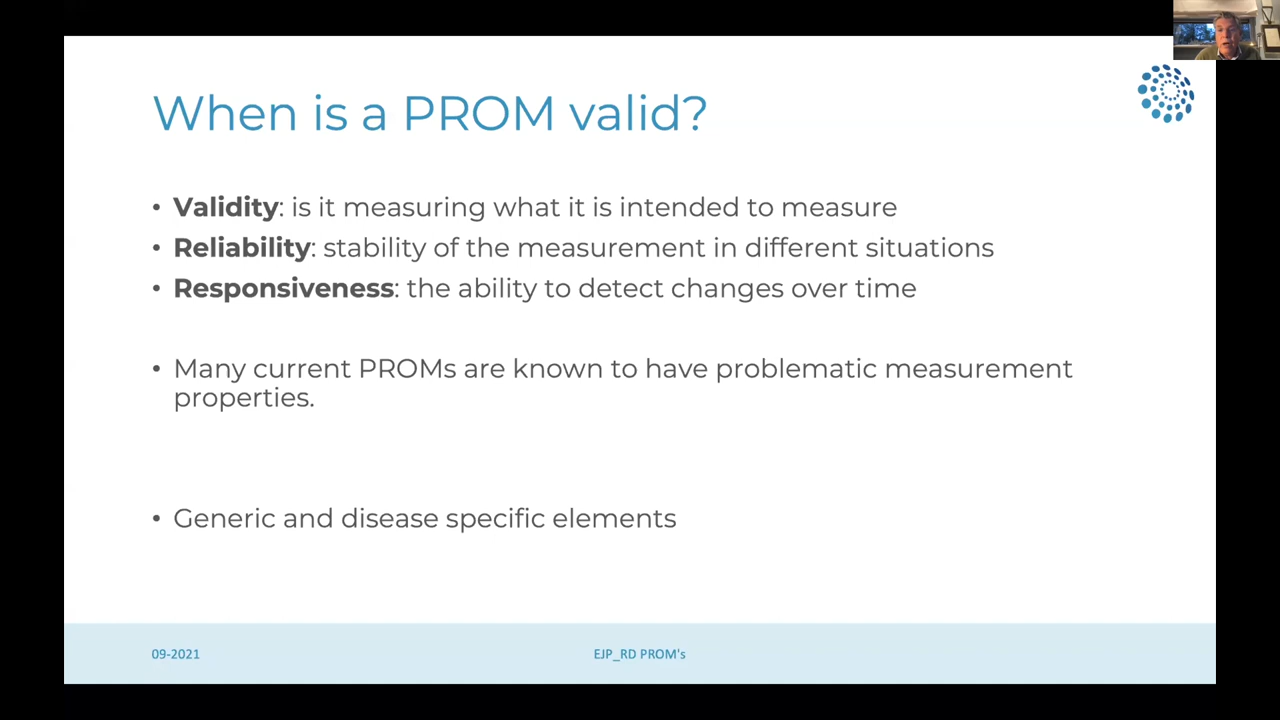 When is a PROM valid?
• Validity: is it measuring what it is intended to measure
• Reliability: stability of the measurement in different situations
• Responsiveness: the ability to detect changes over time
• Many current PROMs are known to have problematic measurement
properties.
• Generic and disease specific elements
09-2021
EJP_RD PROM's